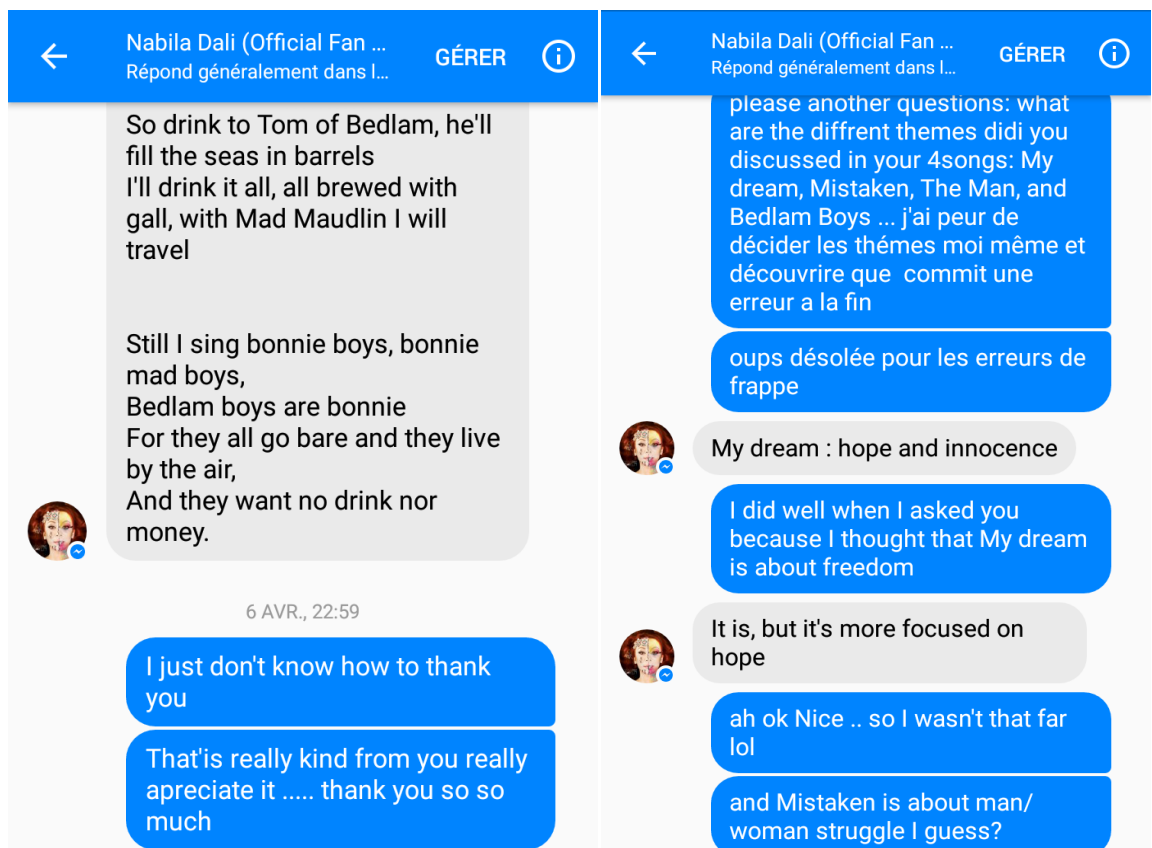 Nabila Dali (Official Fan ...
Répond généralement dans l...
GÉRER
So drink to Tom of Bedlam, he'll
fill the seas in barrels
I'll drink it all, all brewed with
gall, with Mad Maudlin I will
travel
Still I sing bonnie boys, bonnie
mad boys,
Bedlam boys are bonnie
For they all go bare and they live
by the air,
And they want no drink nor
money.
6 AVR., 22:59
I just don't know how to thank
you
That'is really kind from you really
apreciate it ..... thank you so so
much
Nabila Dali (Official Fan ...
Répond généralement dans l...
GÉRER
please another questions: what
are the diffrent themes didi you
discussed in your 4songs: My
dream, Mistaken, The Man, and
Bedlam Boys ... j'ai peur de
décider les thémes moi même et
découvrire que  commit une
erreur a la fin
oups désolée pour les erreurs de
frappe
My dream : hope and innocence
I did well when I asked you
because I thought that My dream
is about freedom
It is, but it's more focused on
hope
ah ok Nice .. so I wasn't that far
lol
and Mistaken is about man/
woman struggle I guess?